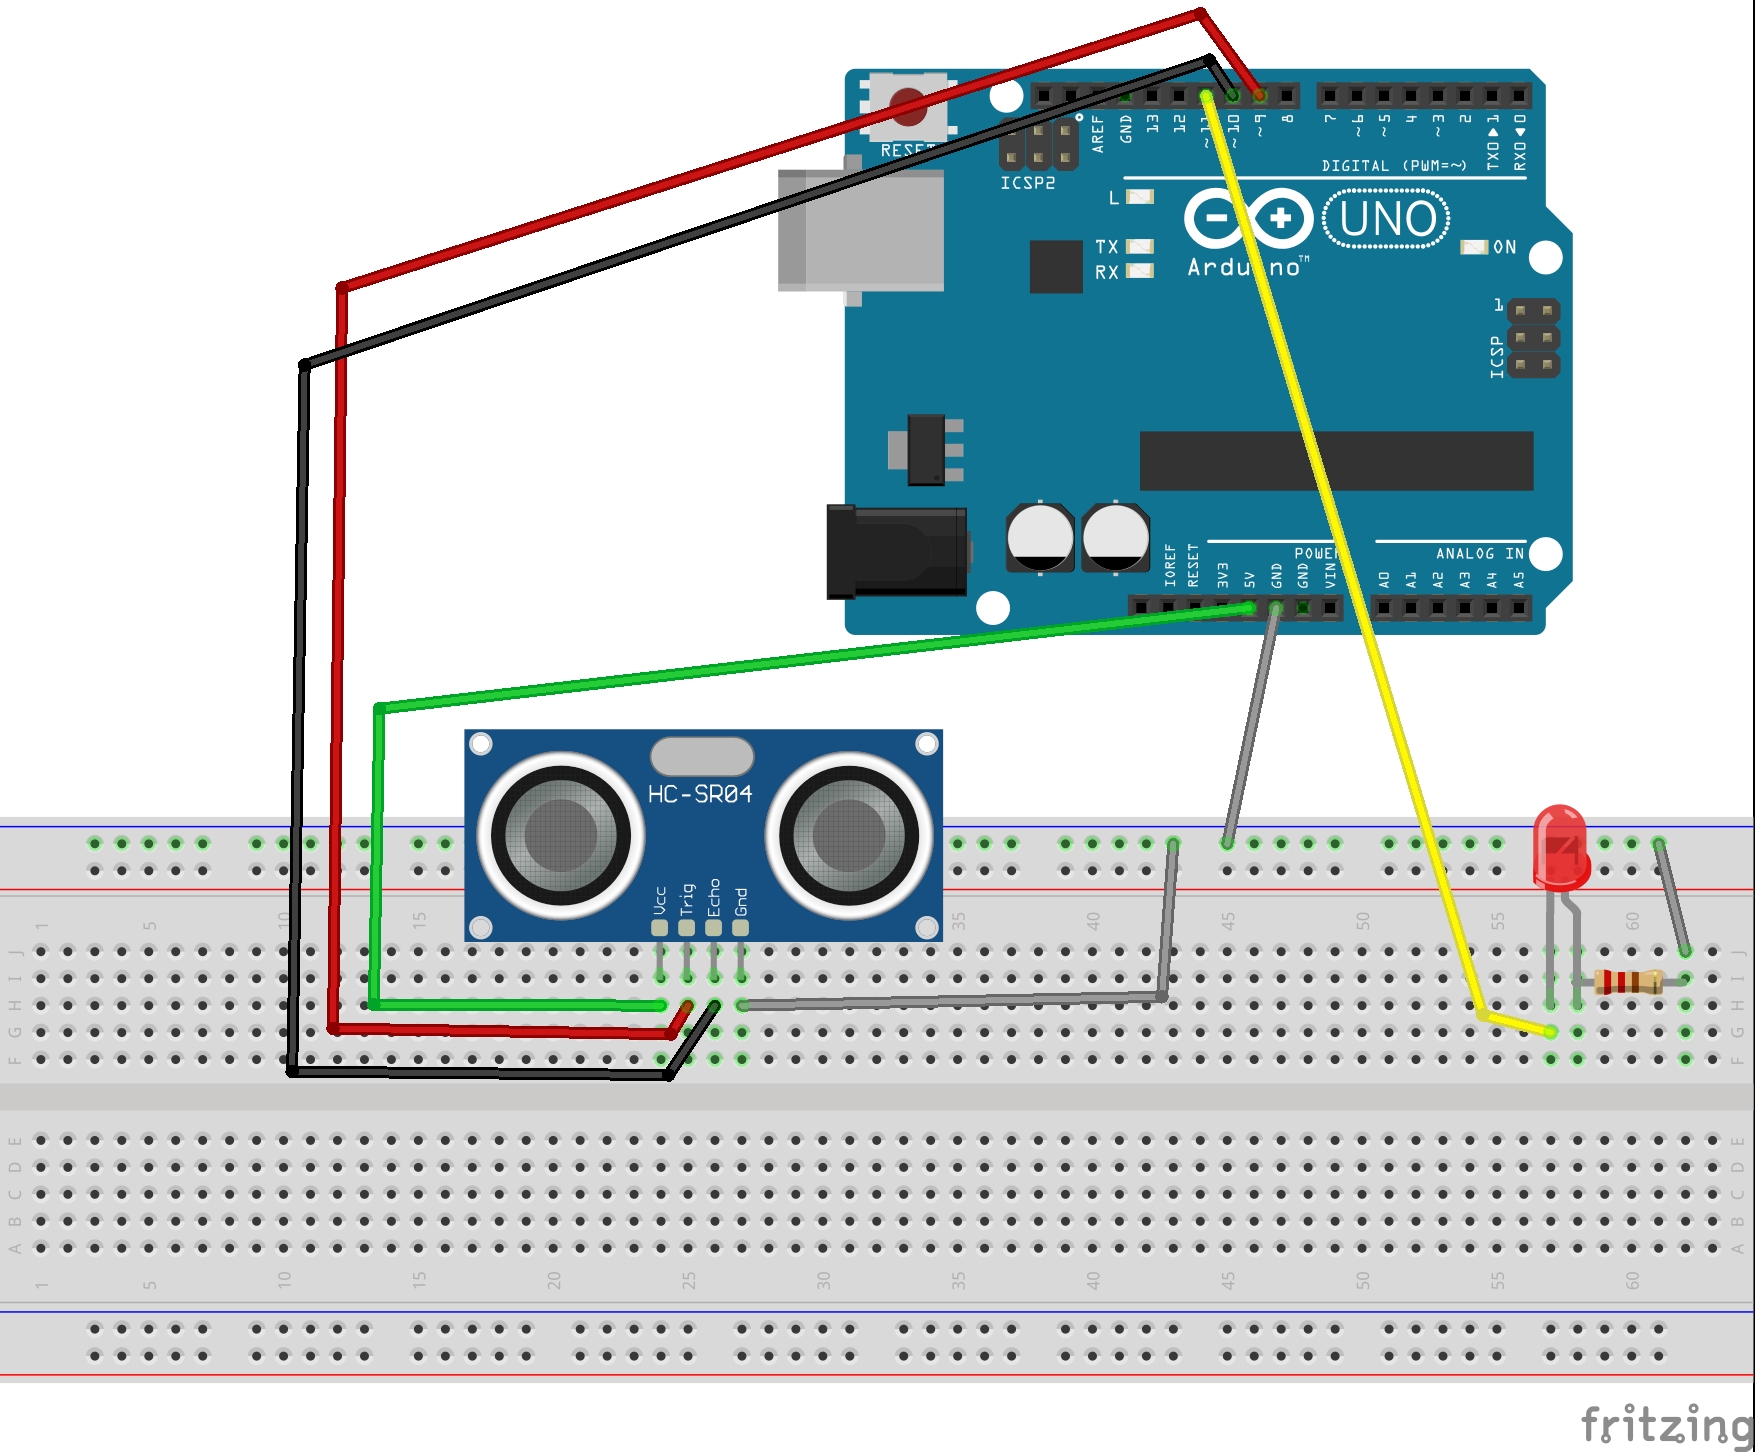 RESET
ICSP2
AREF
GND
13
12
~11
~10
~9
8
7
~6
~5
4
~3
2
TX0▶1
RX0◀0
DIGITAL (PWM=~)
L
TX
RX
UNO
Arduino™
ON
1
ICSP
POWER
ANALOG IN
IOREF
RESET
3V3
5V
GND
GND
VIN
A0
A1
A2
A3
A4
A5
HC-SR04
Vcc
Trig
Echo
Gnd
1 5 10 15 35 40 45 50 55 60
J J
I I
H H
G G
F F
E E
D D
C C
B B
A A
1 5 10 15 20 25 30 35 40 45 50 55 60
fritzing